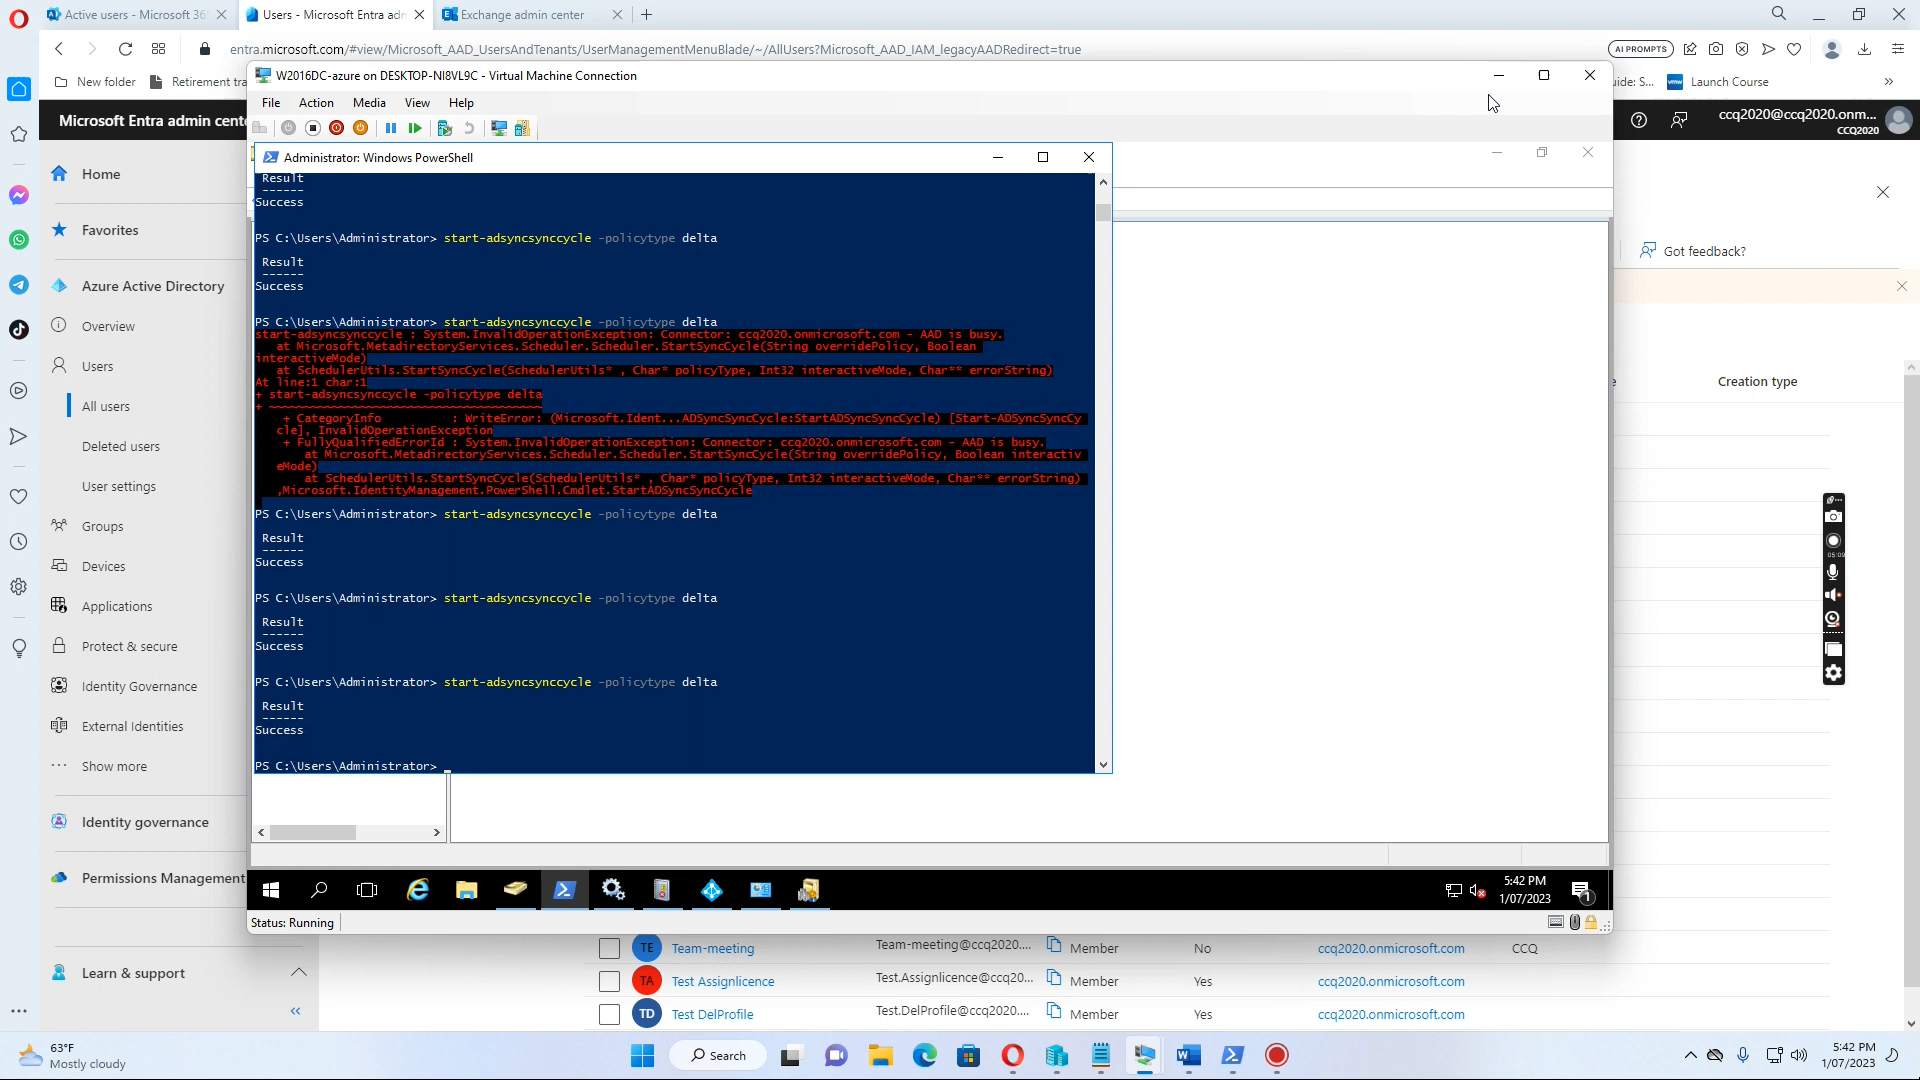 Active users - Microsoft 36
Users - Microsoft Entra adm
Exchange admin center
entra.microsoft.com/#view/Microsoft_AAD_UsersAndTenants/UserManagementMenuBlade/~/AllUsers?Microsoft_AAD_IAM_legacyAADRedirect=true
AI PROMPTS
New folder
Retirement tra
uide: S...
Launch Course
W2016DC-azure on DESKTOP-NI8VL9C - Virtual Machine Connection
File Action Media View Help
Microsoft Entra admin cent
ccq2020@ccq2020.onm...
CCQ2020
Home
Favorites
Azure Active Directory
Overview
Users
All users
Deleted users
User settings
Groups
Devices
Applications
Protect & secure
Identity Governance
External Identities
Show more
Identity governance
Permissions Management
Learn & support
Administrator: Windows PowerShell
Result
------
Success
PS C:\Users\Administrator> start-adsyncsynccycle -policytype delta
Result
------
Success
PS C:\Users\Administrator> start-adsyncsynccycle -policytype delta
start-adsyncsynccycle : System.InvalidOperationException: Connector: ccq2020.onmicrosoft.com - AAD is busy.
at Microsoft.MetadirectoryServices.Scheduler.Scheduler.StartSyncCycle(String overridePolicy, Boolean
interactiveMode)
at SchedulerUtils.StartSyncCycle(SchedulerUtils* , Char* policyType, Int32 interactiveMode, Char** errorString)
At line:1 char:1
+ start-adsyncsynccycle -policytype delta
+ ~~~~~~~~~~~~~~~~~~~~~~~~~~~~~~~~~~~~~~~
+ CategoryInfo : WriteError: (Microsoft.Ident...ADSyncSyncCycle:StartADSyncSyncCycle) [Start-ADSyncSyncCy
cle], InvalidOperationException
+ FullyQualifiedErrorId : System.InvalidOperationException: Connector: ccq2020.onmicrosoft.com - AAD is busy.
at Microsoft.MetadirectoryServices.Scheduler.Scheduler.StartSyncCycle(String overridePolicy, Boolean interactiv
eMode)
at SchedulerUtils.StartSyncCycle(SchedulerUtils* , Char* policyType, Int32 interactiveMode, Char** errorString)
,Microsoft.IdentityManagement.PowerShell.Cmdlet.StartADSyncSyncCycle
PS C:\Users\Administrator> start-adsyncsynccycle -policytype delta
Result
------
Success
PS C:\Users\Administrator> start-adsyncsynccycle -policytype delta
Result
------
Success
PS C:\Users\Administrator> start-adsyncsynccycle -policytype delta
Result
------
Success
PS C:\Users\Administrator>
Got feedback?
Creation type
05:09
5:42 PM
1/07/2023
1
Status: Running
TE Team-meeting Team-meeting@ccq2020.... Member No ccq2020.onmicrosoft.com CCQ
TA Test Assignlicence Test.Assignlicence@ccq20... Member Yes ccq2020.onmicrosoft.com
TD Test DelProfile Test.DelProfile@ccq2020.... Member Yes ccq2020.onmicrosoft.com
63°F
Mostly cloudy
Search
5:42 PM
1/07/2023